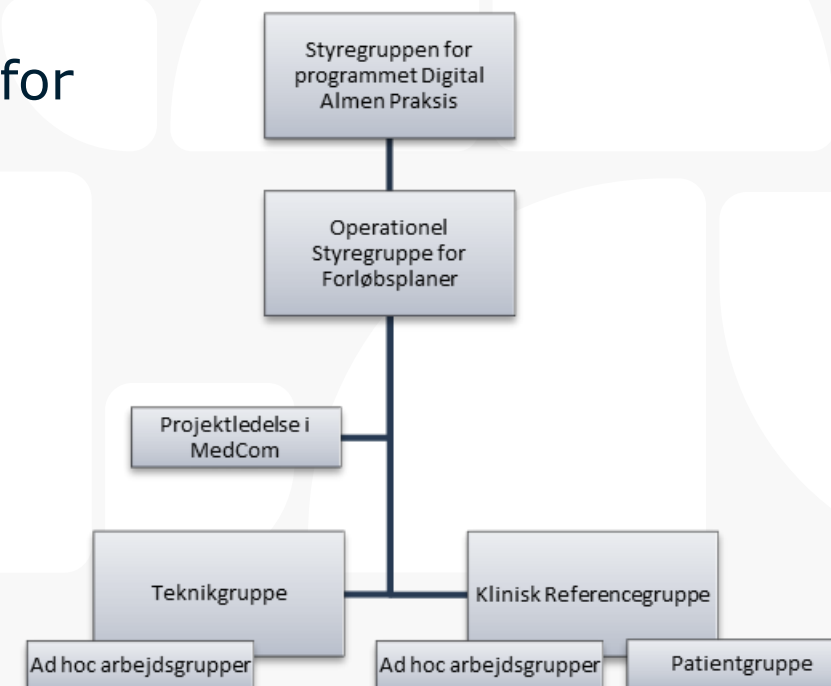 for
Styregruppen for
programmet Digital
Almen Praksis
Operationel
Styregruppe for
Forløbsplaner
Projektledelse i
MedCom
Teknikgruppe
Klinisk Referencegruppe
Ad hoc arbejdsgrupper
Ad hoc arbejdsgrupper
Patientgruppe